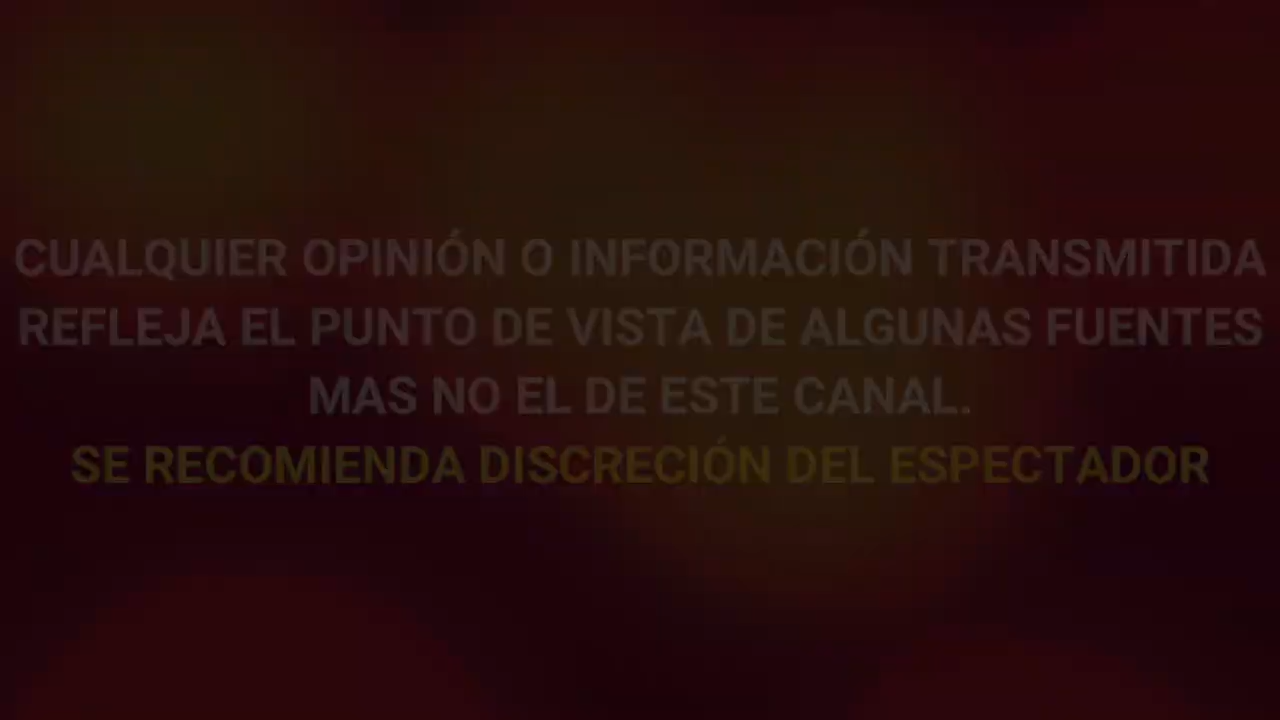 CUALQUIER OPINIÓN O INFORMACIÓN TRANSMITIDA
REFLEJA EL PUNTO DE VISTA DE ALGUNAS FUENTES
MAS NO EL DE ESTE CANAL.
SE RECOMIENDA DISCRECIÓN DEL ESPECTADOR